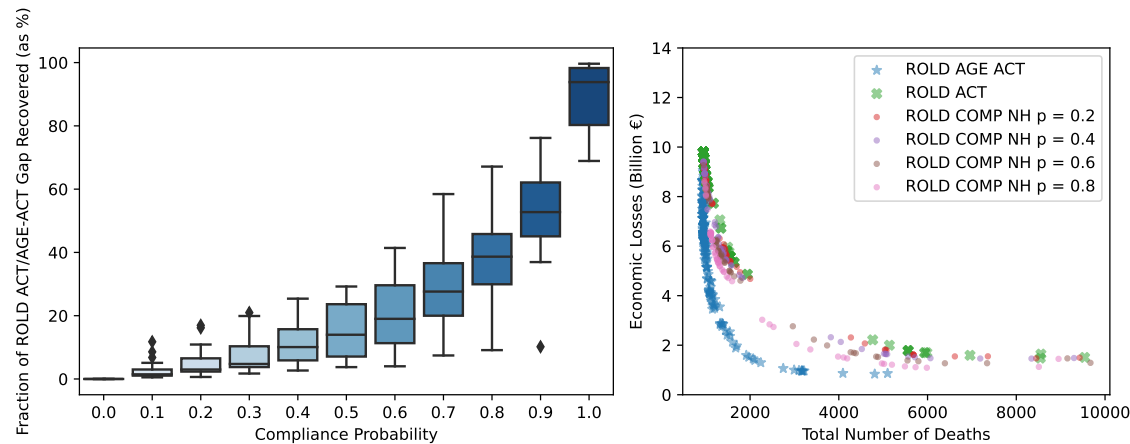 Fraction of ROLD ACT/AGE-ACT Gap Recovered (as %)
100
80
60
40
20
0
0.0 0.1 0.2 0.3 0.4 0.5 0.6 0.7 0.8 0.9 1.0
Compliance Probability
Economic Losses (Billion €)
14
12
10
8
6
4
2
0
ROLD AGE ACT
ROLD ACT
ROLD COMP NH p = 0.2
ROLD COMP NH p = 0.4
ROLD COMP NH p = 0.6
ROLD COMP NH p = 0.8
2000 4000 6000 8000 10000
Total Number of Deaths